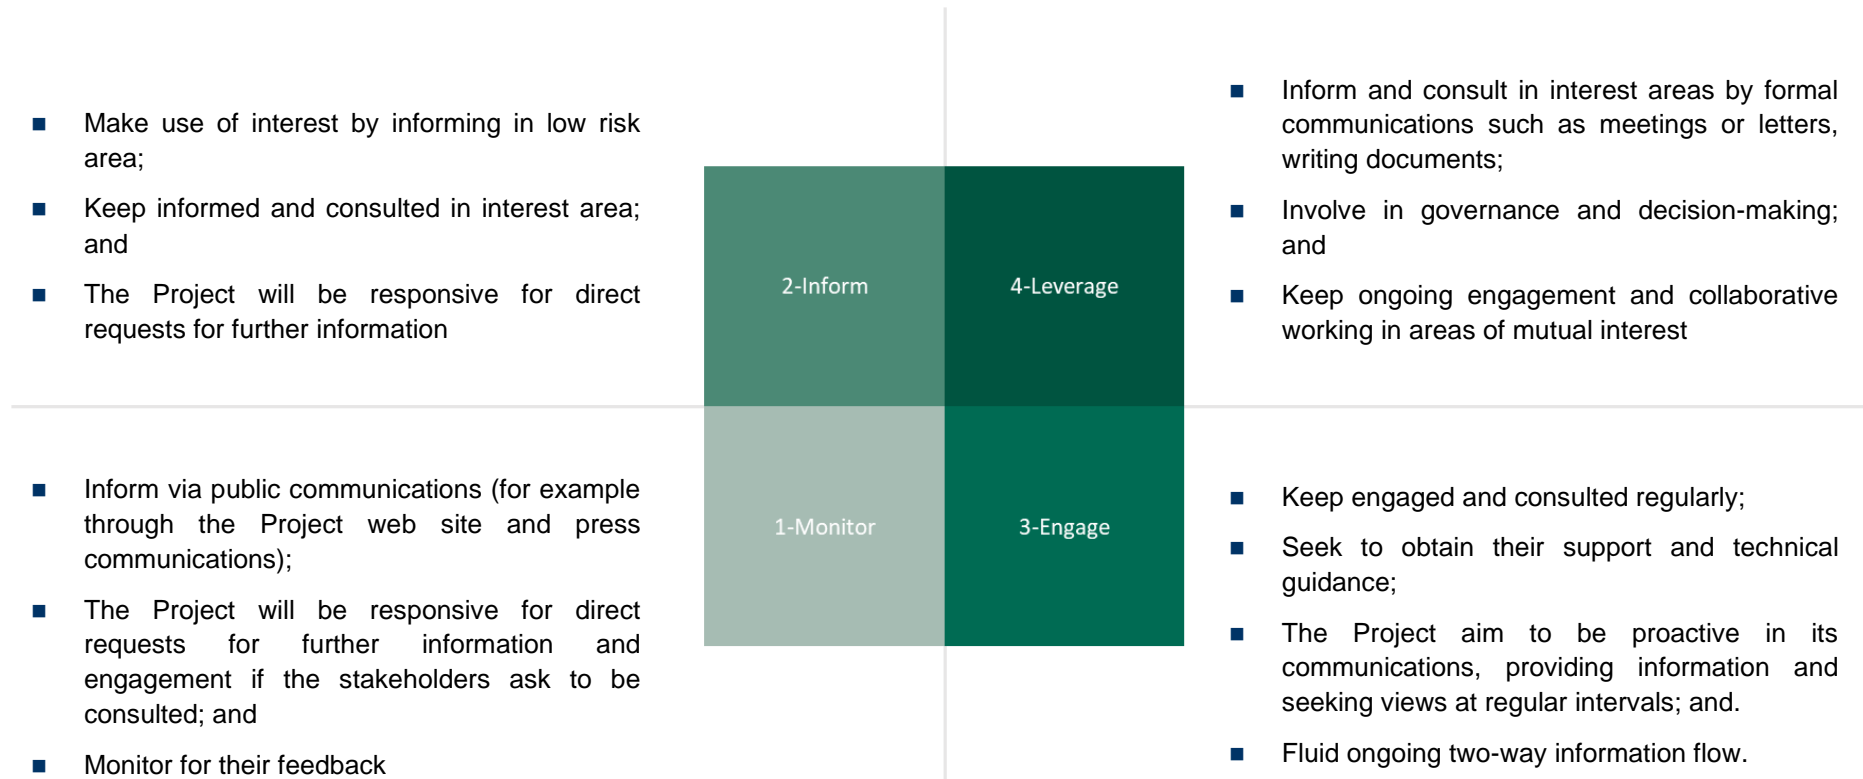 Make use of interest by informing in low risk
area;
Keep informed and consulted in interest area;
and
The Project will be responsive for direct
requests for further information
2-Inform
4-Leverage
Inform and consult in interest areas by formal
communications such as meetings or letters,
writing documents;
Involve in governance and decision-making;
and
Keep ongoing engagement and collaborative
working in areas of mutual interest
Inform via public communications (for example
through the Project web site and press
communications);
The Project will be responsive for direct
requests for further information and
engagement if the stakeholders ask to be
consulted; and
Monitor for their feedback
1-Monitor
3-Engage
Keep engaged and consulted regularly;
Seek to obtain their support and technical
guidance;
The Project aim to be proactive in its
communications, providing information and
seeking views at regular intervals; and.
Fluid ongoing two-way information flow.